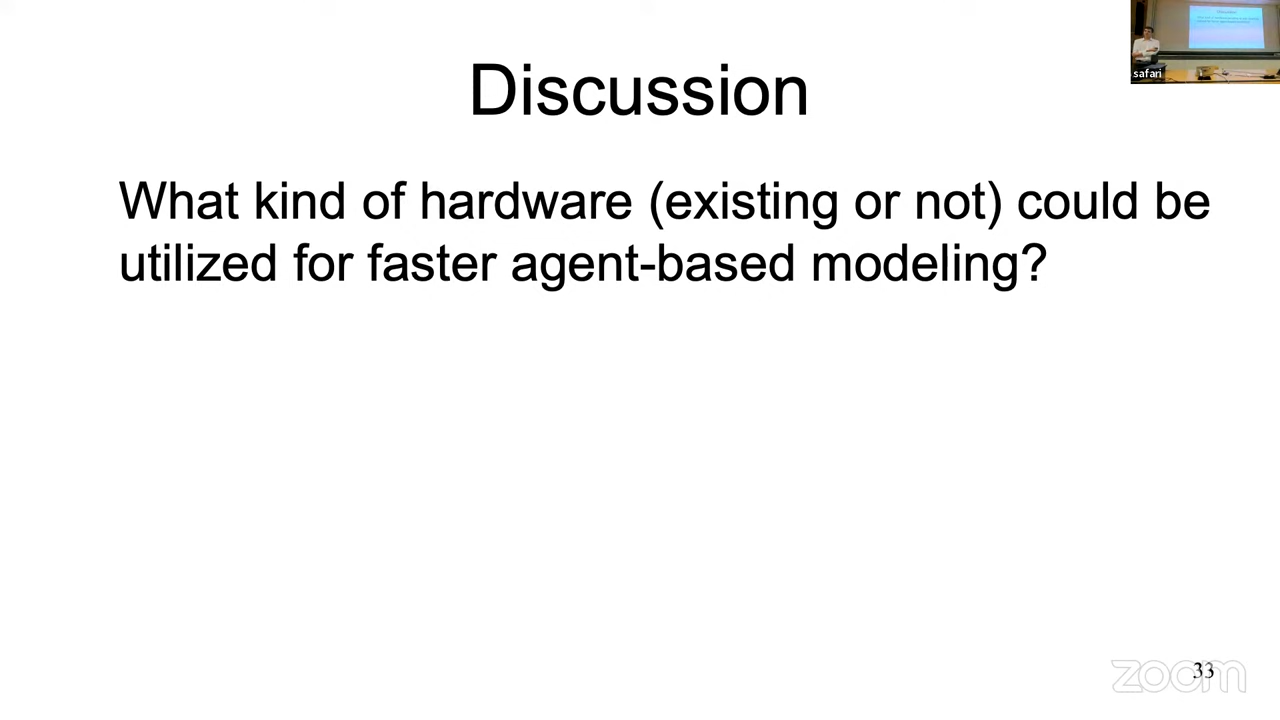 Discussion
safari
What kind of hardware (existing or not) could be
utilized for faster agent-based modeling?
33
zoom